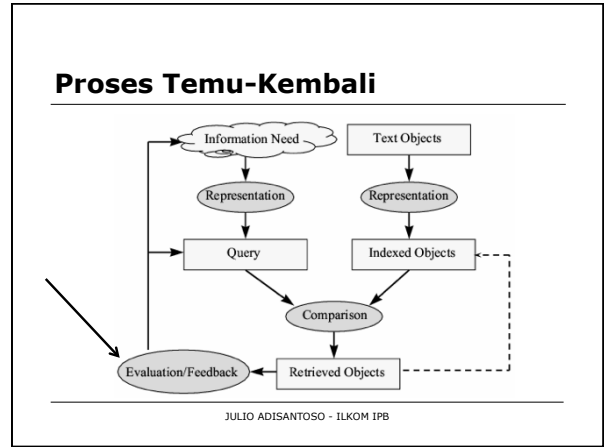 Proses Temu-Kembali
Information Need
Text Objects
Representation
Representation
Query
Indexed Objects
Comparison
Evaluation/Feedback
Retrieved Objects
JULIO ADISANTOSO - ILKOM IPB